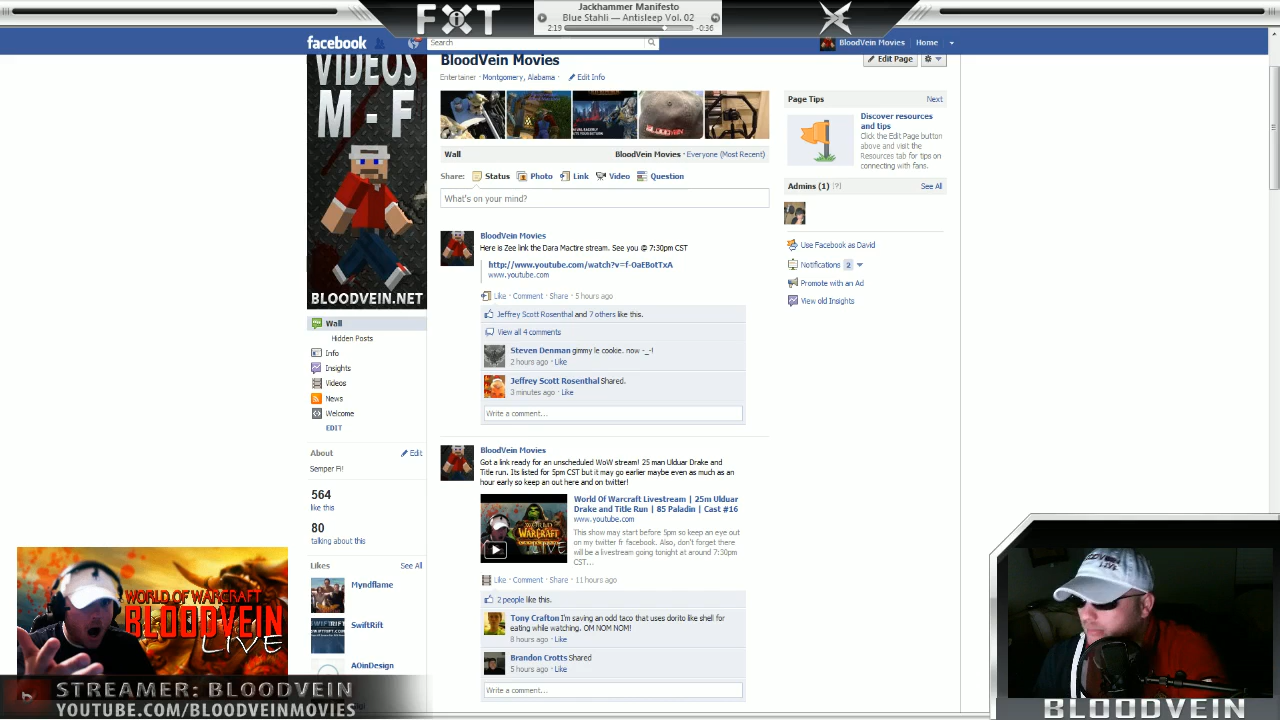 FXT
Jackhammer Manifesto
Blue Stahli — Antisleep Vol. 02
2:19
-0:36
facebook
Search
BloodVein Movies
Home
VIDEOS
M - F
BLOODVEIN.NET
BloodVein Movies
Entertainer · Montgomery, Alabama · Edit Info
Edit Page
Wall
BloodVein Movies · Everyone (Most Recent)
Share: Status Photo Link Video Question
What's on your mind?
BloodVein Movies
Here is Zee link the Dara Mactire stream. See you @ 7:30pm CST
http://www.youtube.com/watch?v=f-OaEBotTxA
www.youtube.com
Like · Comment · Share · 5 hours ago
Jeffrey Scott Rosenthal and 7 others like this.
View all 4 comments
Steven Denman gimmy le cookie. now -_-!
2 hours ago · Like
Jeffrey Scott Rosenthal Shared.
3 minutes ago · Like
Write a comment...
BloodVein Movies
Got a link ready for an unscheduled WoW stream! 25 man Ulduar Drake and
Title run. Its listed for 5pm CST but it may go earlier maybe even as much as an
hour early so keep an out here and on twitter!
World Of Warcraft Livestream | 25m Ulduar
Drake and Title Run | 85 Paladin | Cast #16
www.youtube.com
This show may start before 5pm so keep an eye out
on my twitter fr facebook. Also, don't forget there
will be a livestream going tonight at around 7:30pm
CST...
Like · Comment · Share · 11 hours ago
2 people like this.
Tony Crafton I'm saving an odd taco that uses dorito like shell for
eating while watching. OM NOM NOM!
8 hours ago · Like
Brandon Crotts Shared
5 hours ago · Like
Write a comment...
Wall
Hidden Posts
Info
Insights
Videos
News
Welcome
EDIT
About
Edit
Semper Fi!
564
like this
80
talking about this
Likes
See All
Myndflame
SwiftRift
AOinDesign
Page Tips
Next
Discover resources
and tips
Click the Edit Page button
above and visit the
Resources tab for tips on
connecting with fans.
Admins (1) [?]
See All
Use Facebook as David
Notifications 2
Promote with an Ad
View old Insights
WORLD OF WARCRAFT
BLOODVEIN
LIVE
STREAMER: BLOODVEIN
YOUTUBE.COM/BLOODVEINMOVIES
BLOODVEIN